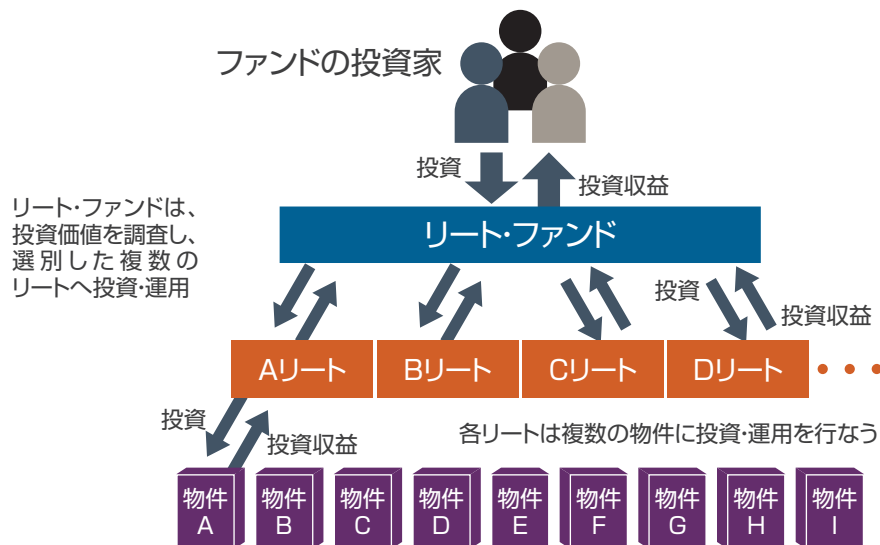 ファンドの投資家
投資
投資収益
リート・ファンドは、
投資価値を調査し、
選別した複数の
リートへ投資・運用
リート・ファンド
投資
投資収益
Aリート
Bリート
Cリート
Dリート
投資
投資収益
各リートは複数の物件に投資・運用を行なう
物件
A
物件
B
物件
C
物件
D
物件
E
物件
F
物件
G
物件
H
物件
I